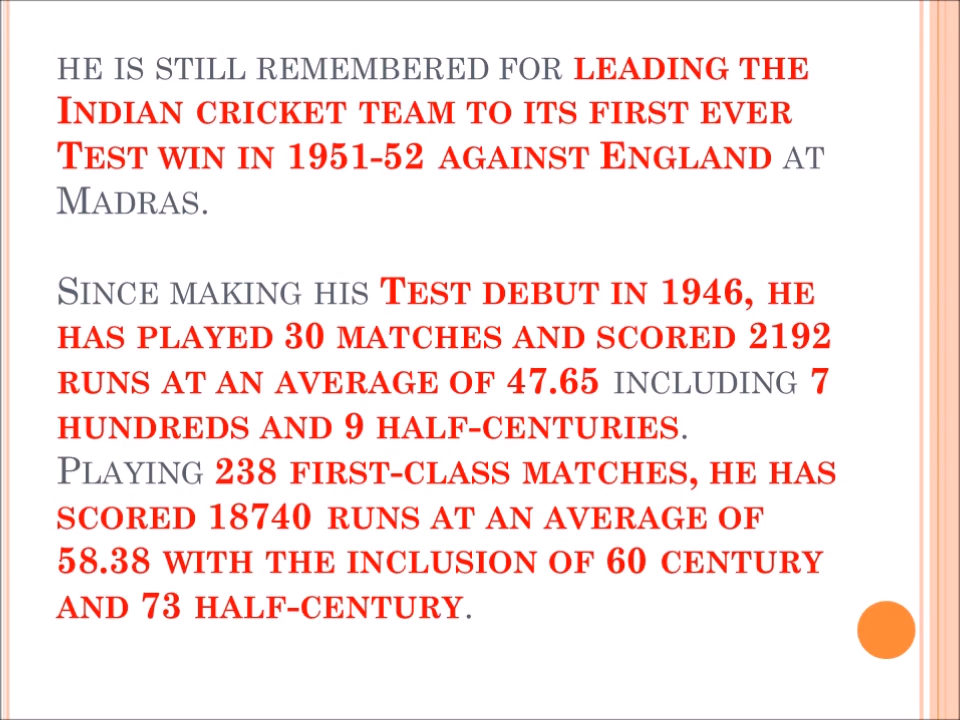 HE IS STILL REMEMBERED FOR LEADING THE
INDIAN CRICKET TEAM TO ITS FIRST EVER
TEST WIN IN 1951-52 AGAINST ENGLAND AT
MADRAS.
SINCE MAKING HIS TEST DEBUT IN 1946, HE
HAS PLAYED 30 MATCHES AND SCORED 2192
RUNS AT AN AVERAGE OF 47.65 INCLUDING 7
HUNDREDS AND 9 HALF-CENTURIES.
PLAYING 238 FIRST-CLASS MATCHES, HE HAS
SCORED 18740 RUNS AT AN AVERAGE OF
58.38 WITH THE INCLUSION OF 60 CENTURY
AND 73 HALF-CENTURY.